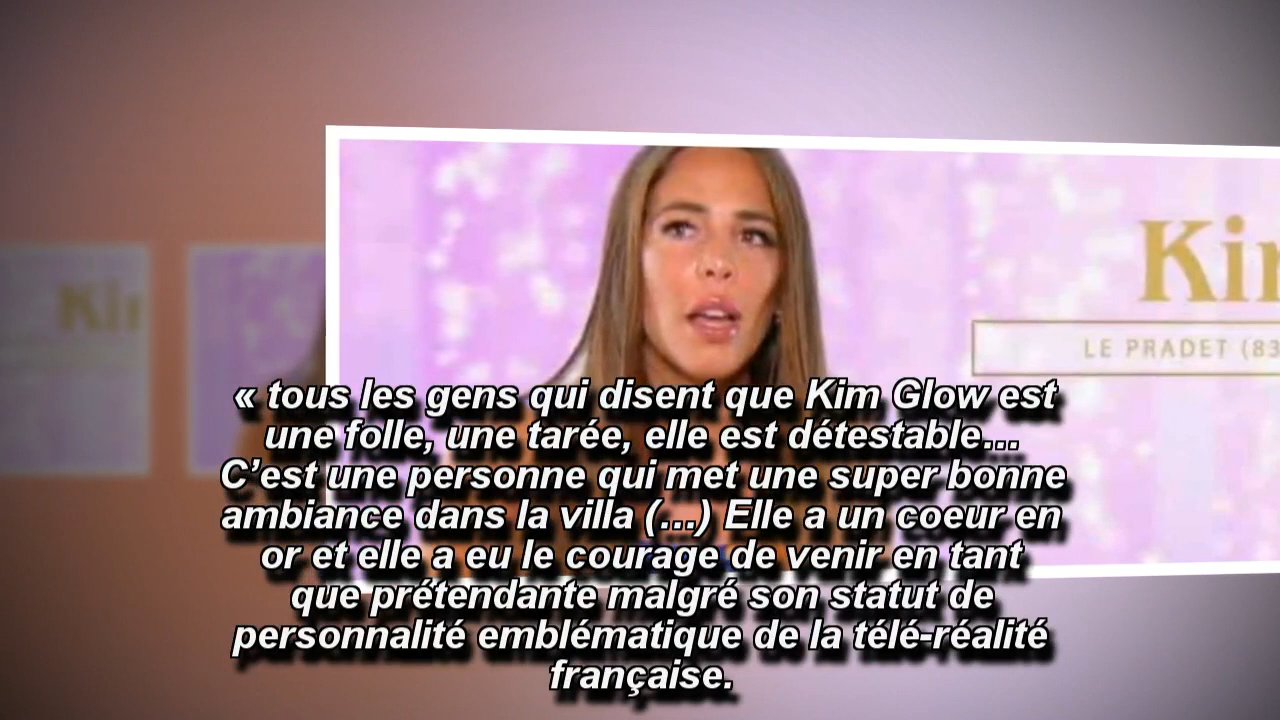 Kin
Kir
LE PRADET (83
« tous les gens qui disent que Kim Glow est
une folle, une tarée, elle est détestable…
C’est une personne qui met une super bonne
ambiance dans la villa (…) Elle a un coeur en
or et elle a eu le courage de venir en tant
que prétendante malgré son statut de
personnalité emblématique de la télé-réalité
française.